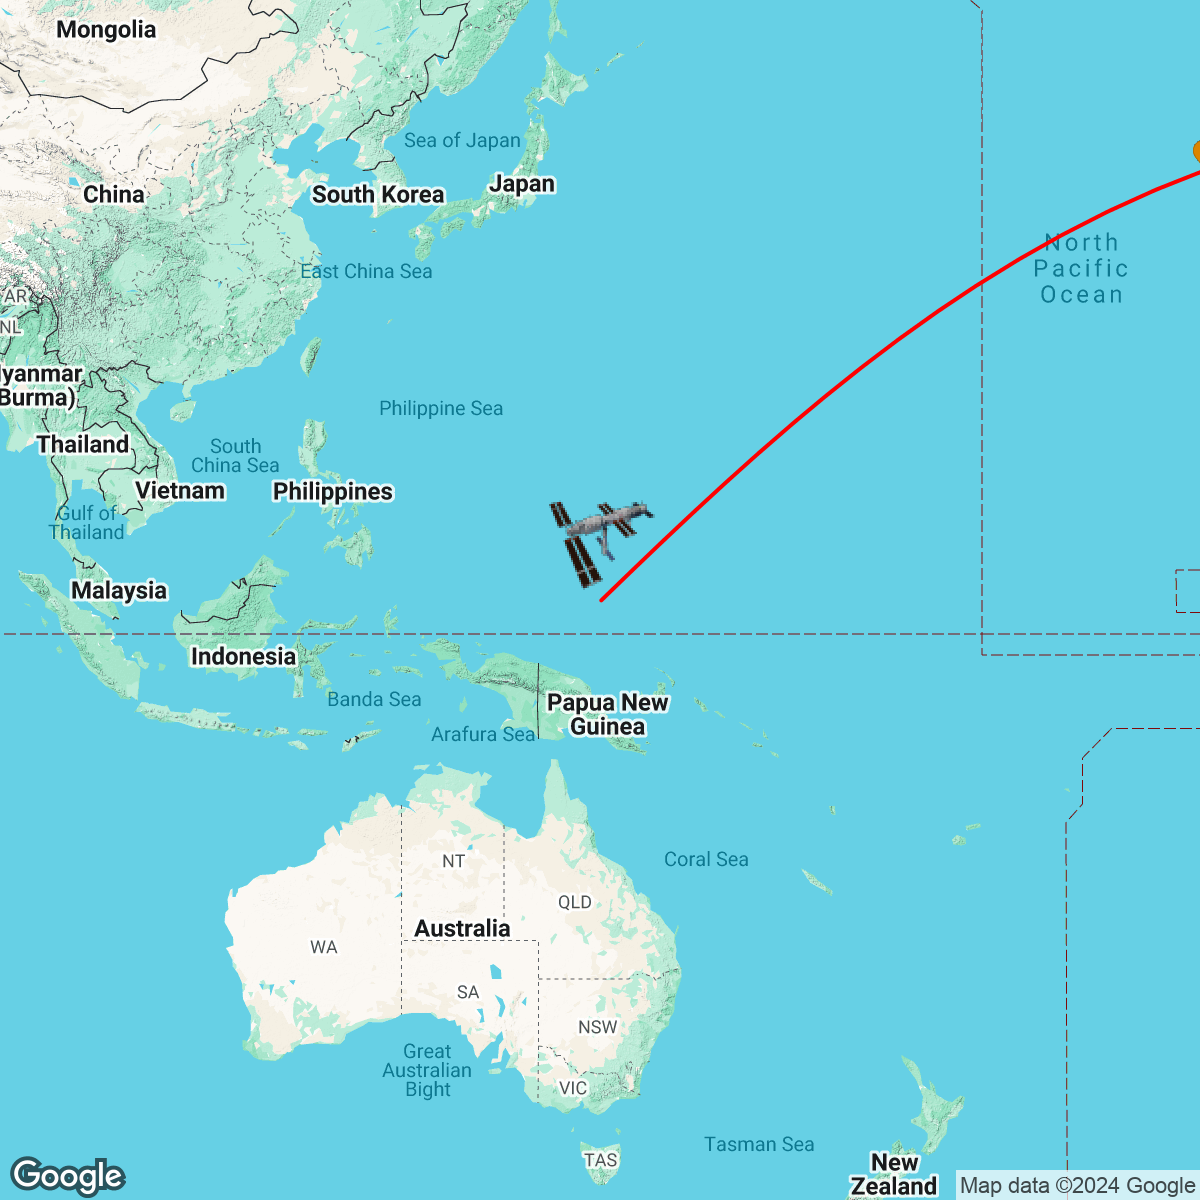 Mongolia
Sea of Japan
China
South Korea
Japan
North
Pacific
Ocean
East China Sea
AR
NL
yanmar
Burma)
Philippine Sea
Thailand
South
China Sea
Vietnam
Philippines
Gulf of
Thailand
Malaysia
Indonesia
Banda Sea
Papua New
Guinea
Arafura Sea
NT
Coral Sea
QLD
Australia
WA
SA
NSW
Great
Australian
Bight
VIC
Tasman Sea
TAS
New
Zealand
Google
Map data ©2024 Google